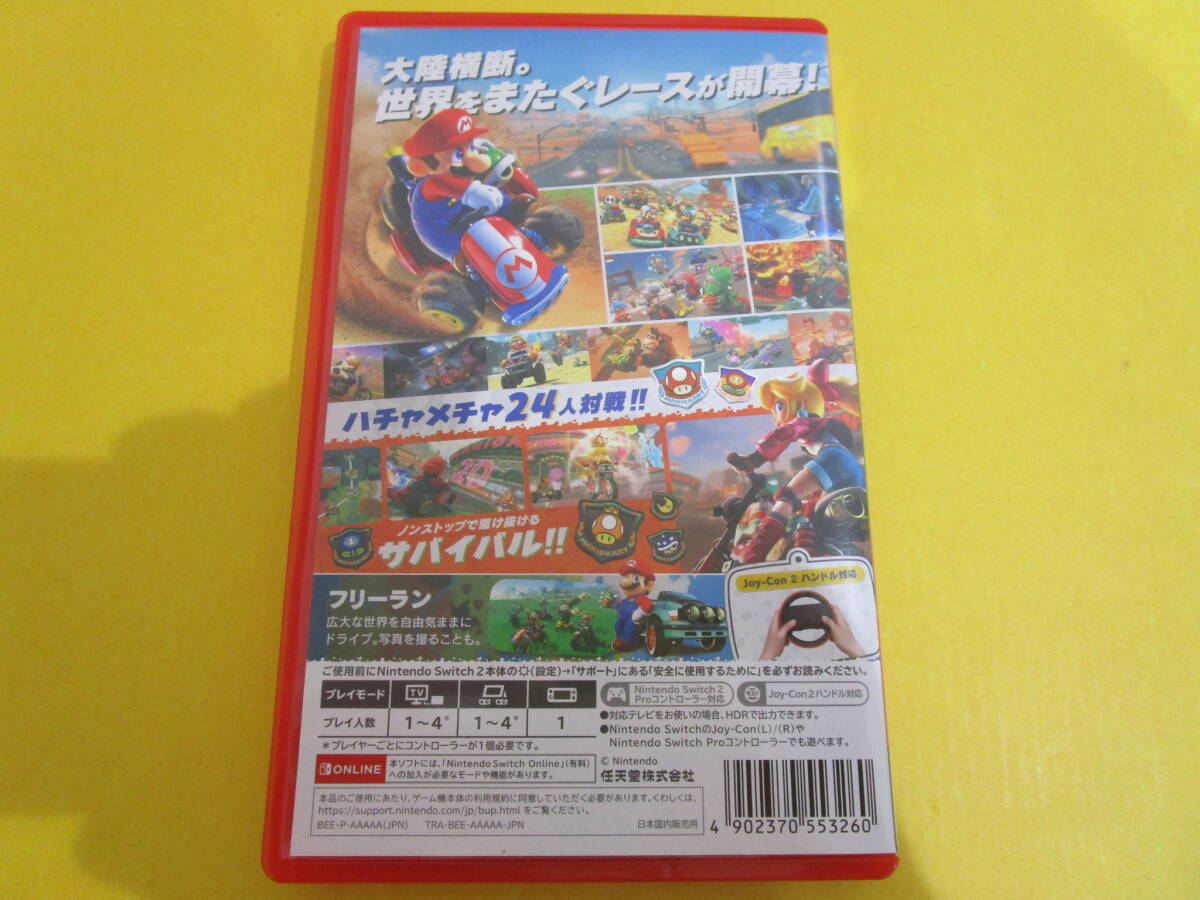 大陸横断。
世界をまたぐレースが開幕!
ハチャメチャ24人対戦!!
MARIOKART
ノンストップで駆け抜ける
サバイバル!!
MARIOKART
フリーラン
広大な世界を自由気ままに
ドライブ。写真を撮ることも。
Joy-Con 2 ハンドル対応
ご使用前にNintendo Switch 2本体の(設定)→「サポート」にある「安全に使用するために」を必ずお読みください。
プレイモード TV
プレイ人数 1〜4* 1〜4* 1
*プレイヤーごとにコントローラーが1個必要です。
Nintendo Switch 2
Proコントローラー対応
Joy-Con 2ハンドル対応
●対応テレビをお使いの場合、HDRで出力できます。
●Nintendo SwitchのJoy-Con(L)/(R)や
Nintendo Switch Proコントローラーでも遊べます。
ONLINE
本ソフトには、「Nintendo Switch Online」(有料)
への加入が必要なモードや機能があります。
© Nintendo
任天堂株式会社
本品のご使用にあたり、ゲーム機本体の利用規約に同意していただく必要があります。くわしくは、
https://support.nintendo.com/jp/bup.html をご覧ください。
BEE-P-AAAAA(JPN) TRA-BEE-AAAAA-JPN
日本国内販売用
4 902370 553260